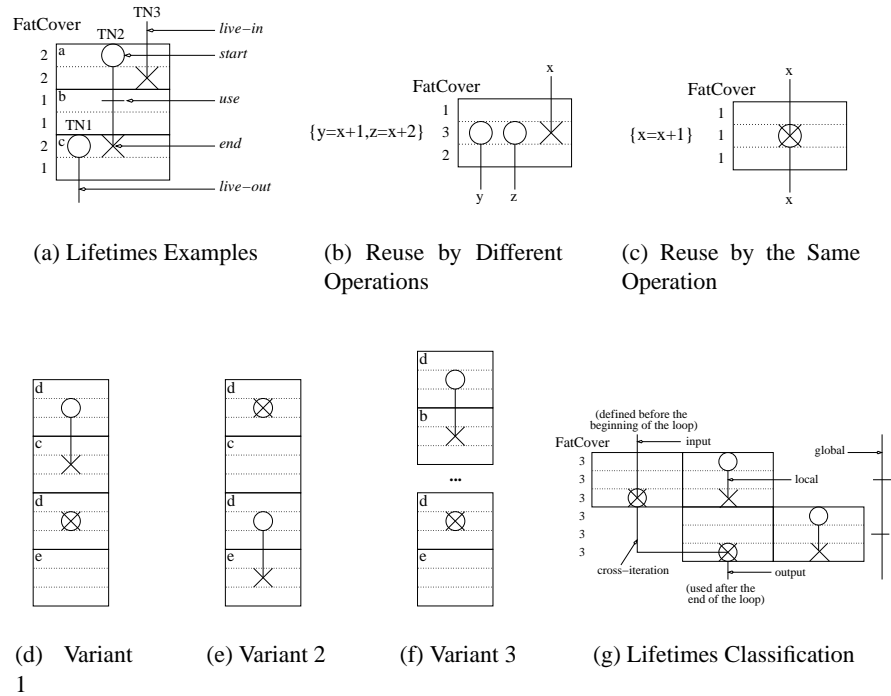 TN3
FatCover
TN2
live−in
2
a
start
2
1
b
use
1
TN1
2
c
end
1
live−out
(a) Lifetimes Examples
x
FatCover
1
{y=x+1,z=x+2}
3
2
y z
(b) Reuse by Different
Operations
x
FatCover
1
{x=x+1}
1
1
x
(c) Reuse by the Same
Operation
d
c
d
e
(d) Variant
1
d
c
d
e
(e) Variant 2
d
b
...
d
e
(f) Variant 3
(defined before the
beginning of the loop)
input
global
FatCover
3
3
local
3
3
3
3
cross−iteration
output
(used after the
end of the loop)
(g) Lifetimes Classification